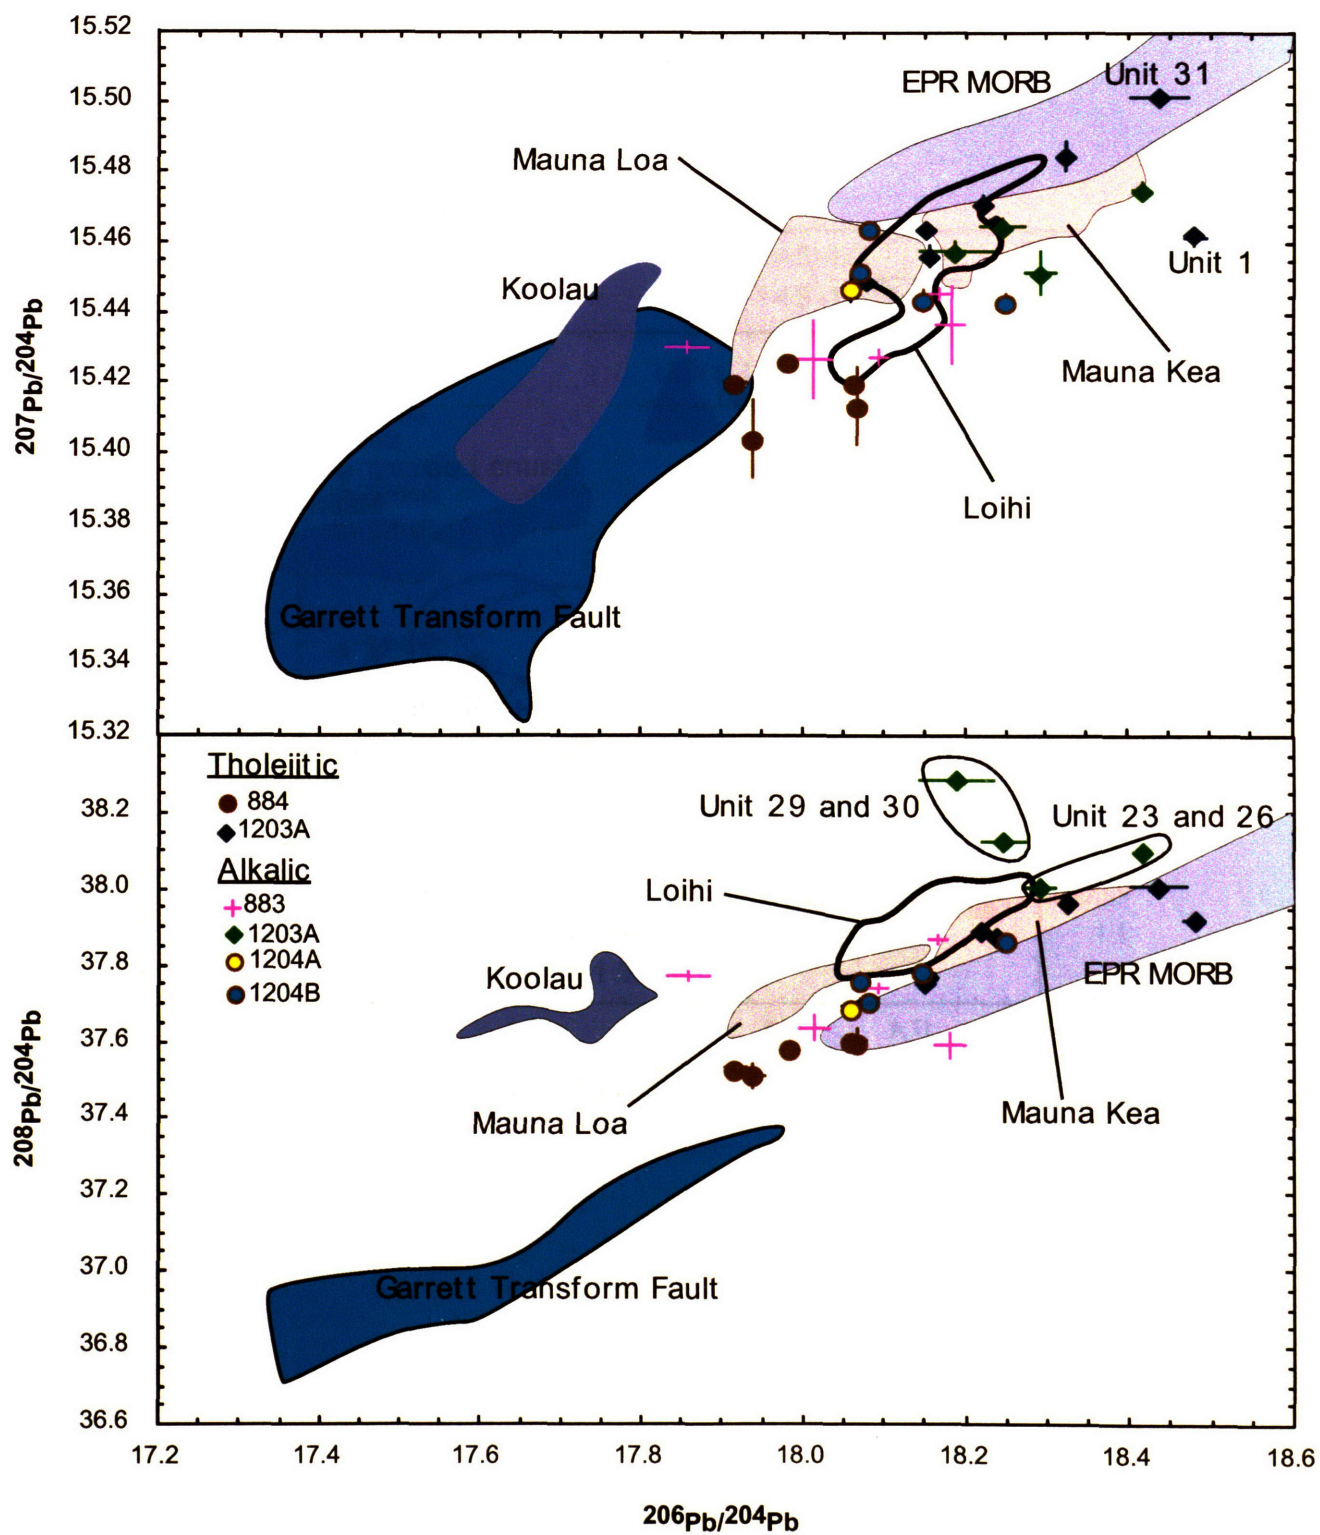 15.52
15.50
15.48
15.46
15.44
15.42
15.40
15.38
15.36
15.34
15.32
207Pb/204Pb
EPR MORB
Unit 31
Mauna Loa
Koolau
Unit 1
Mauna Kea
Loihi
Garrett Transform Fault
38.2
38.0
37.8
37.6
37.4
37.2
37.0
36.8
36.6
208Pb/204Pb
Tholeiitic
884
1203A
Alkalic
883
1203A
1204A
1204B
Unit 29 and 30
Unit 23 and 26
Loihi
Koolau
EPR MORB
Mauna Loa
Mauna Kea
Garrett Transform Fault
17.2 17.4 17.6 17.8 18.0 18.2 18.4 18.6
206Pb/204Pb